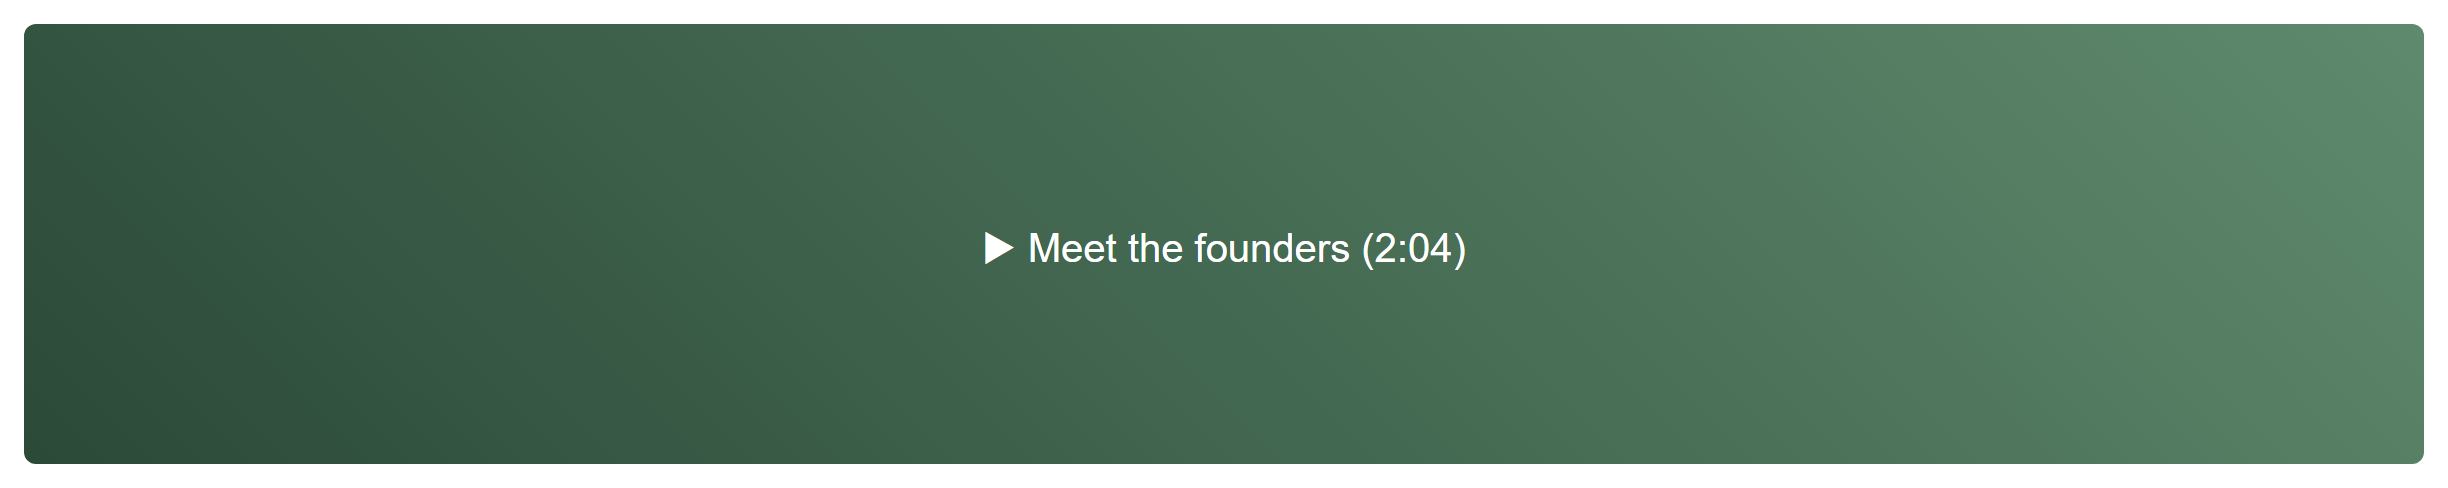 ▶ Meet the founders (2:04)